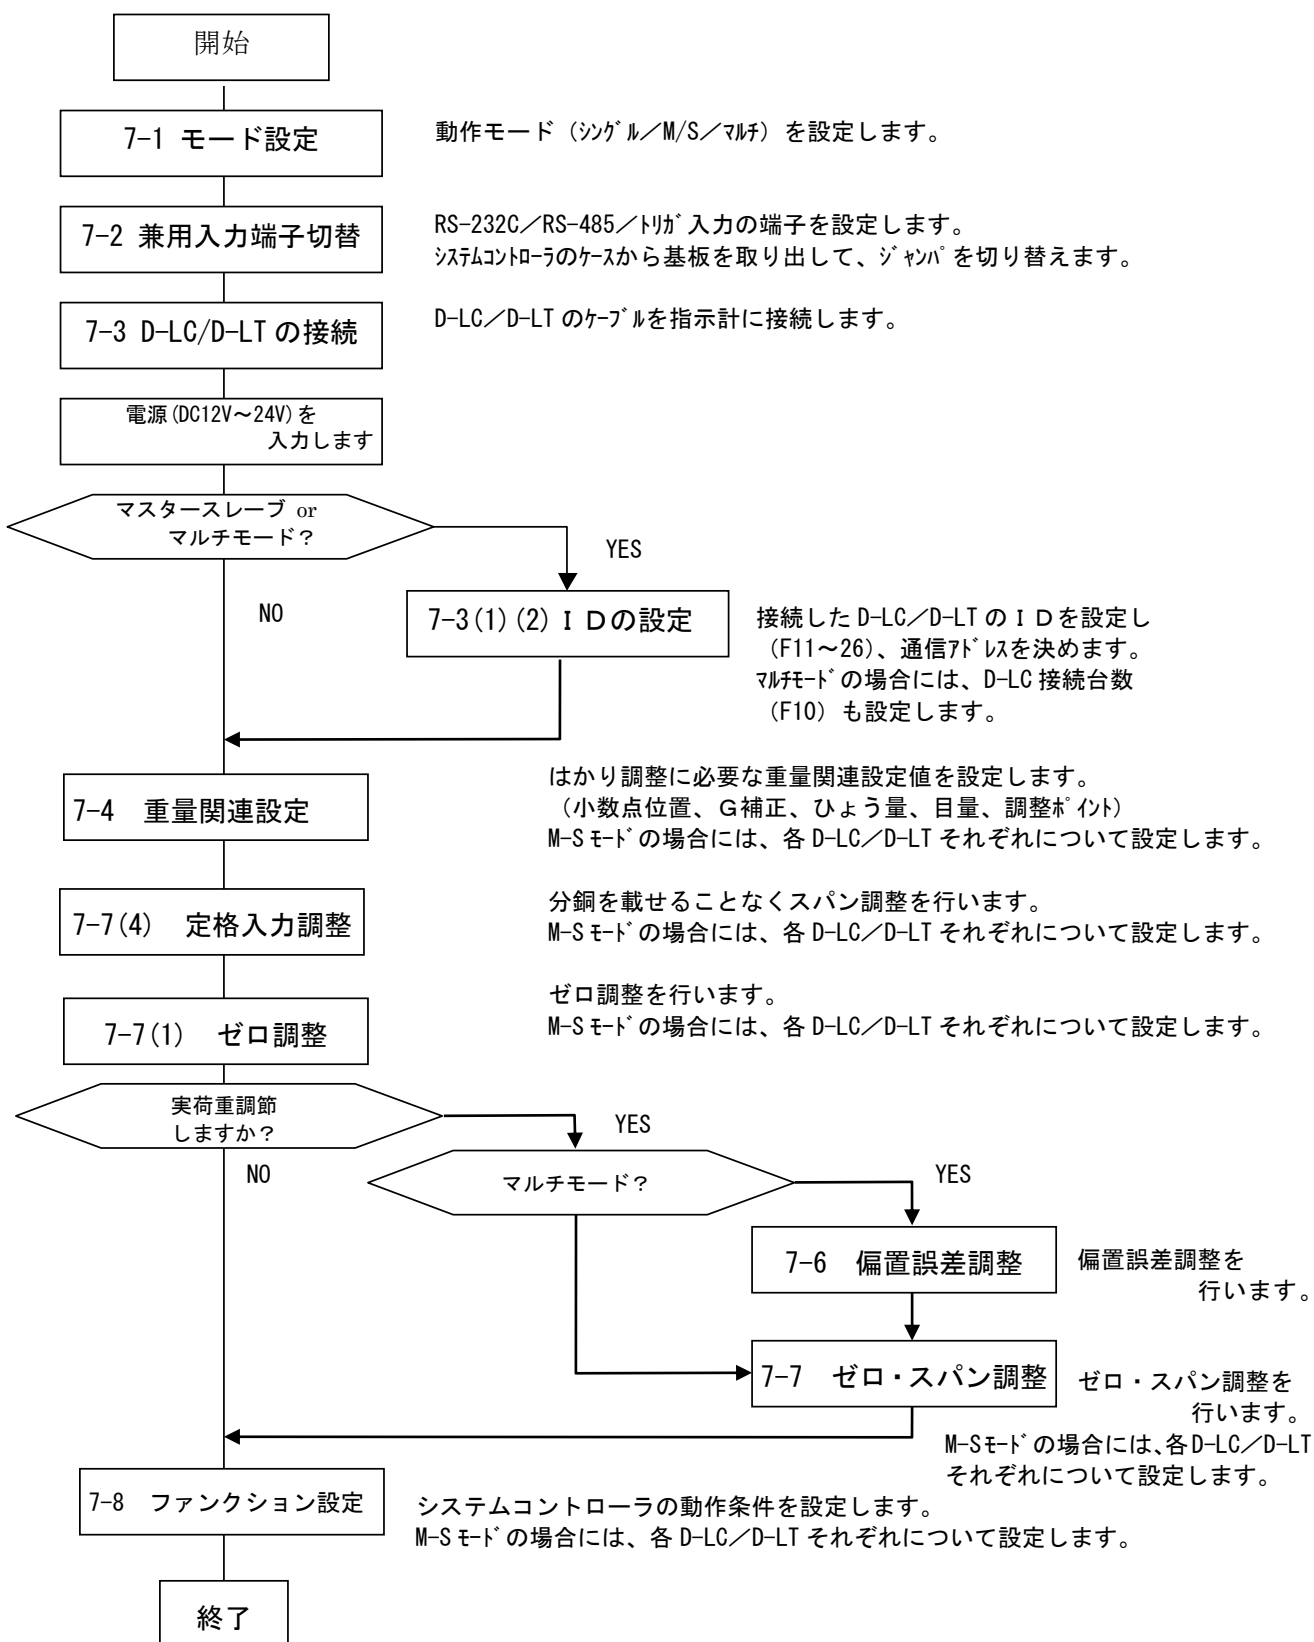 開始
7-1 モード設定
動作モード（ｼﾝｸﾞﾙ／M/S／ﾏﾙﾁ）を設定します。
7-2 兼用入力端子切替
RS-232C／RS-485／ﾄﾘｶﾞ入力の端子を設定します。
ｼｽﾃﾑｺﾝﾄﾛｰﾗのケースから基板を取り出して、ｼﾞｬﾝﾊﾟを切り替えます。
7-3 D-LC/D-LT の接続
D-LC／D-LT のｹｰﾌﾞﾙを指示計に接続します。
電源(DC12V～24V)を
入力します
マスタースレーブ or
マルチモード？
YES
NO
7-3(1)(2)ＩＤの設定
接続した D-LC／D-LT のＩＤを設定し
（F11～26）、通信ｱﾄﾞﾚｽを決めます。
ﾏﾙﾁﾓｰﾄﾞの場合には、D-LC 接続台数
（F10）も設定します。
7-4　重量関連設定
はかり調整に必要な重量関連設定値を設定します。
（小数点位置、Ｇ補正、ひょう量、目量、調整ﾎﾟｲﾝﾄ）
M-S ﾓｰﾄﾞの場合には、各 D-LC／D-LT それぞれについて設定します。
7-7(4)　定格入力調整
分銅を載せることなくスパン調整を行います。
M-S ﾓｰﾄﾞの場合には、各 D-LC／D-LT それぞれについて設定します。
7-7(1)　ゼロ調整
ゼロ調整を行います。
M-S ﾓｰﾄﾞの場合には、各 D-LC／D-LT それぞれについて設定します。
実荷重調節
しますか？
YES
NO
マルチモード？
YES
7-6　偏置誤差調整
偏置誤差調整を
行います。
7-7　ゼロ・スパン調整
ゼロ・スパン調整を
行います。
M-Sﾓｰﾄﾞの場合には、各D-LC／D-LT
それぞれについて設定します。
7-8　ファンクション設定
システムコントローラの動作条件を設定します。
M-S ﾓｰﾄﾞの場合には、各 D-LC／D-LT それぞれについて設定します。
終了